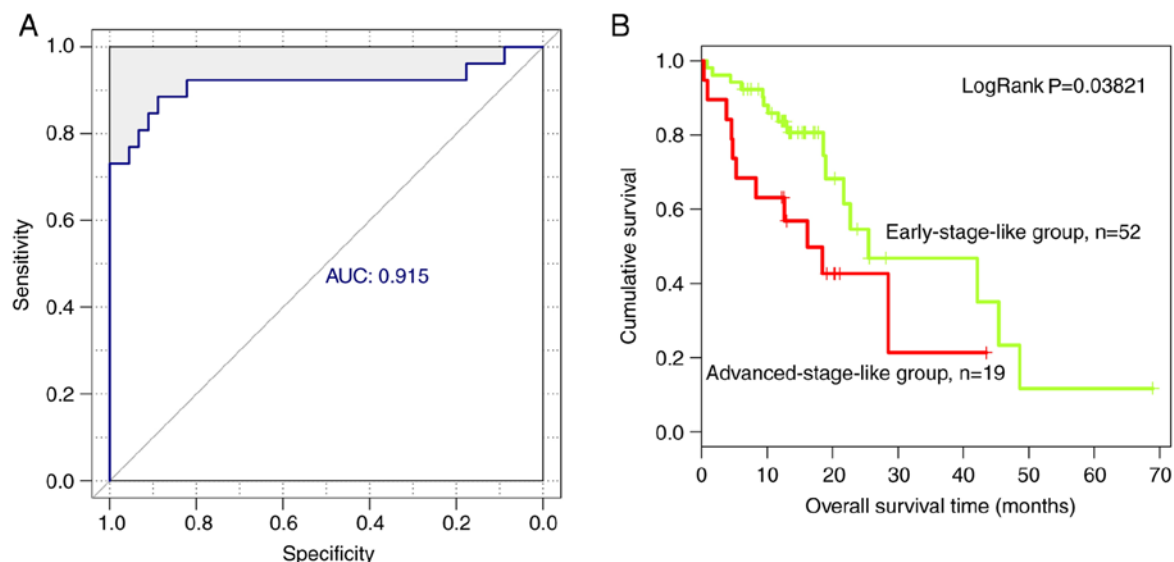 A
1.0
0.8
0.6
0.4
0.2
0.0
Sensitivity
AUC: 0.915
1.0 0.8 0.6 0.4 0.2 0.0
Specificity
B
1.0
0.8
0.6
0.4
0.2
0.0
Cumulative survival
LogRank P=0.03821
Early-stage-like group, n=52
Advanced-stage-like group, n=19
0 10 20 30 40 50 60 70
Overall survival time (months)